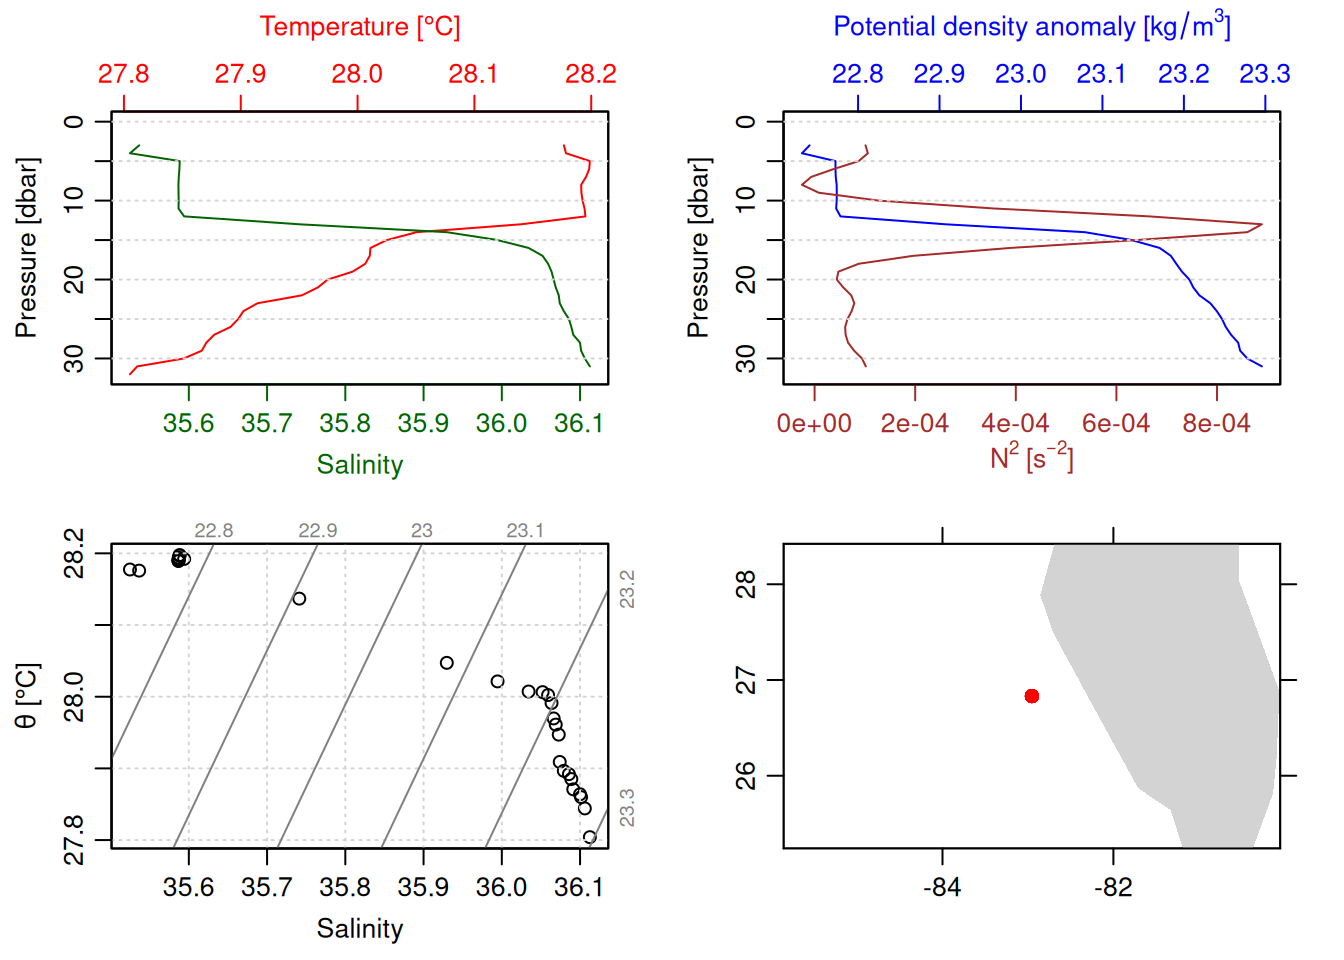 Temperature [°C]
27.8 27.9 28.0 28.1 28.2
Pressure [dbar]
0
10
20
30
35.6 35.7 35.8 35.9 36.0 36.1
Salinity
Potential density anomaly [kg/m³]
22.8 22.9 23.0 23.1 23.2 23.3
Pressure [dbar]
0
10
20
30
0e+00 2e-04 4e-04 6e-04 8e-04
N² [s⁻²]
22.8 22.9 23 23.1
23.2
23.3
θ [°C]
28.2
28.0
27.8
35.6 35.7 35.8 35.9 36.0 36.1
Salinity
28
27
26
-84 -82